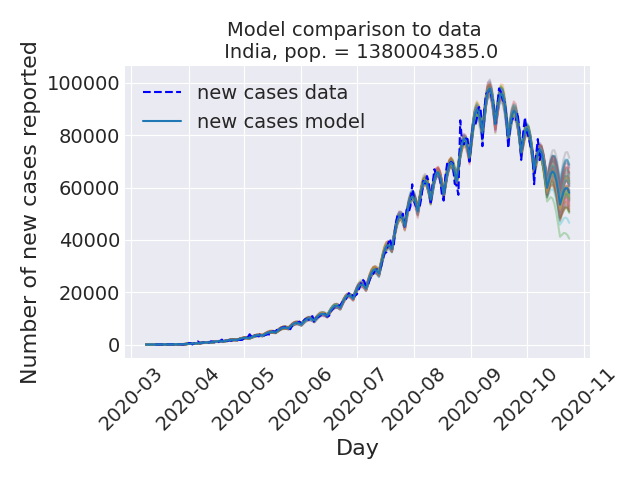 Model comparison to data
India, pop. = 1380004385.0
new cases data
new cases model
Number of new cases reported
100000
80000
60000
40000
20000
0
2020-03
2020-04
2020-05
2020-06
2020-07
2020-08
2020-09
2020-10
2020-11
Day